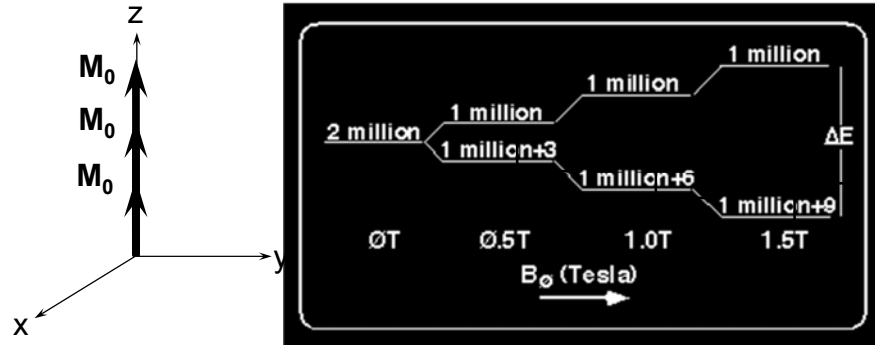 z
M0
M0
M0
y
x
1 million
1 million
1 million
2 million
1 million+3
ΔE
1 million+6
1 million+9
ØT
Ø.5T
1.0T
1.5T
BØ (Tesla)